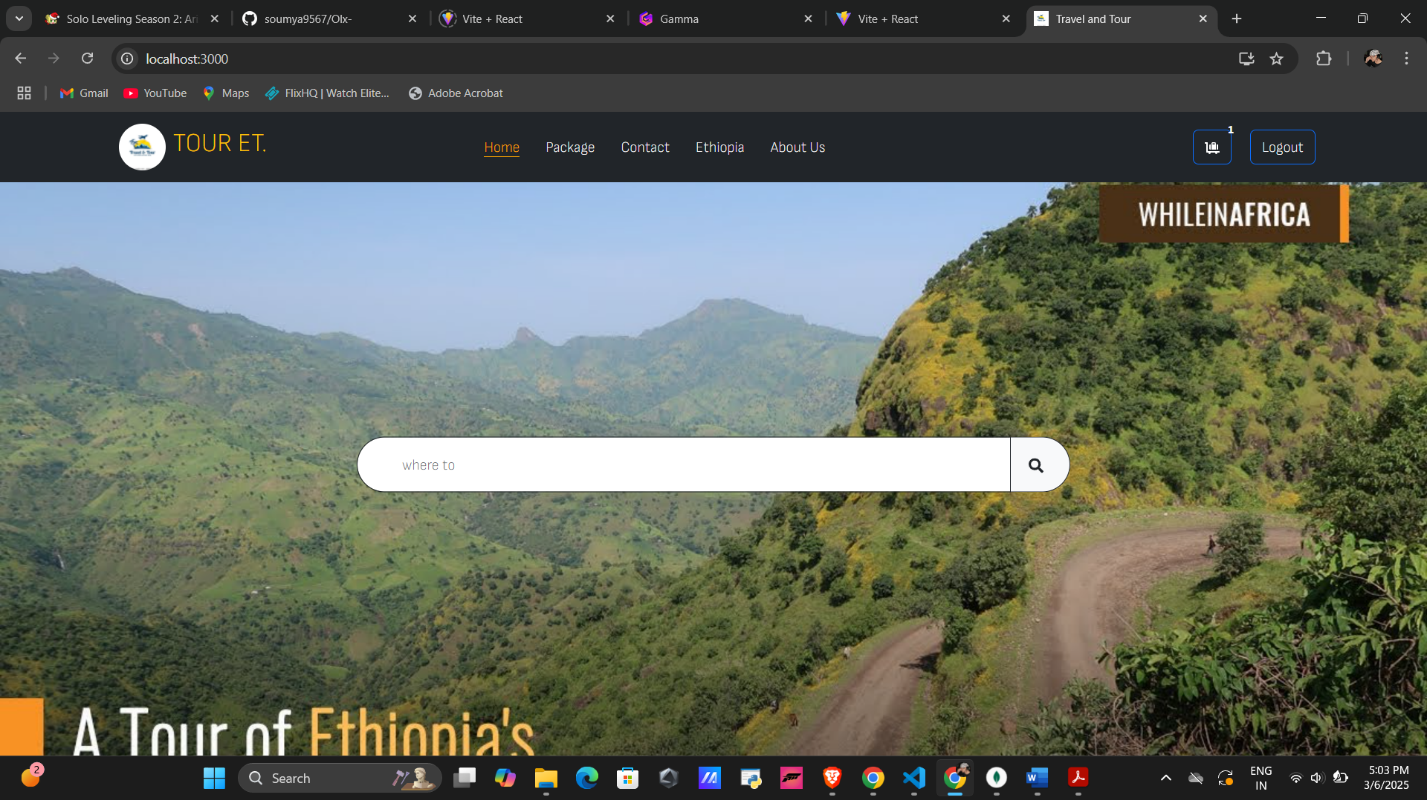 Solo Leveling Season 2: Ari
soumya9567/Olx-
Vite + React
Gamma
Vite + React
Travel and Tour
localhost:3000
Gmail
YouTube
Maps
FlixHQ | Watch Elite...
Adobe Acrobat
TOUR ET.
Home
Package
Contact
Ethiopia
About Us
1
Logout
WHILEINAFRICA
where to
A Tour of Ethiopia's
2
Search
ENG
IN
5:03 PM
3/6/2025